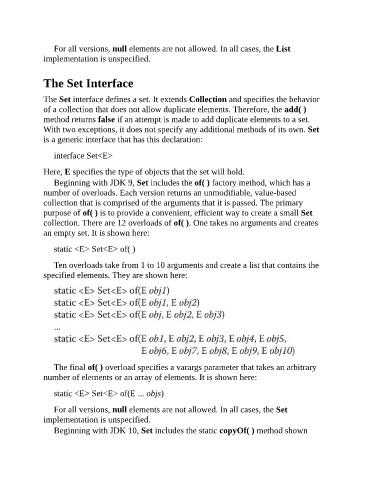 For all versions, null elements are not allowed. In all cases, the List
implementation is unspecified.
The Set Interface
The Set interface defines a set. It extends Collection and specifies the behavior
of a collection that does not allow duplicate elements. Therefore, the add( )
method returns false if an attempt is made to add duplicate elements to a set.
With two exceptions, it does not specify any additional methods of its own. Set
is a generic interface that has this declaration:
interface Set<E>
Here, E specifies the type of objects that the set will hold.
Beginning with JDK 9, Set includes the of( ) factory method, which has a
number of overloads. Each version returns an unmodifiable, value-based
collection that is comprised of the arguments that it is passed. The primary
purpose of of( ) is to provide a convenient, efficient way to create a small Set
collection. There are 12 overloads of of( ). One takes no arguments and creates
an empty set. It is shown here:
static <E> Set<E> of( )
Ten overloads take from 1 to 10 arguments and create a list that contains the
specified elements. They are shown here:
static <E> Set<E> of(E obj1)
static <E> Set<E> of(E obj1, E obj2)
static <E> Set<E> of(E obj, E obj2, E obj3)
...
static <E> Set<E> of(E ob1, E obj2, E obj3, E obj4, E obj5,
E obj6, E obj7, E obj8, E obj9, E obj10)
The final of( ) overload specifies a varargs parameter that takes an arbitrary
number of elements or an array of elements. It is shown here:
static <E> Set<E> of(E ... objs)
For all versions, null elements are not allowed. In all cases, the Set
implementation is unspecified.
Beginning with JDK 10, Set includes the static copyOf( ) method shown